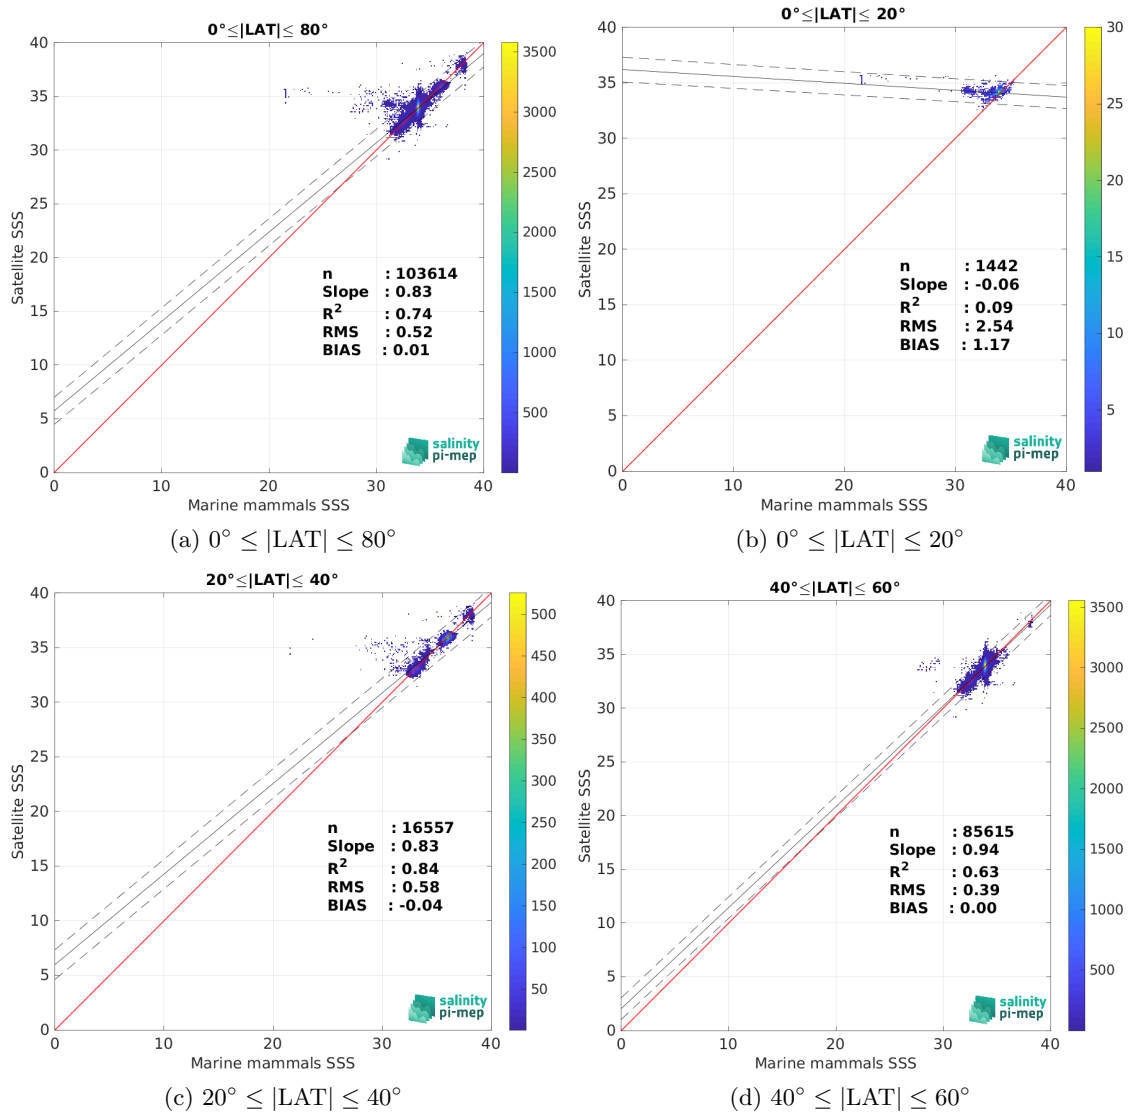 0°≤|LAT|≤ 80°
Satellite SSS
40
35
30
25
20
15
10
5
0
0
10
20
30
40
Marine mammals SSS
n : 103614
Slope : 0.83
R² : 0.74
RMS : 0.52
BIAS : 0.01
salinity
pi-mep
3500
3000
2500
2000
1500
1000
500
(a) 0° ≤ |LAT| ≤ 80°
0°≤|LAT|≤ 20°
Satellite SSS
40
35
30
25
20
15
10
5
0
0
10
20
30
40
Marine mammals SSS
n : 1442
Slope : -0.06
R² : 0.09
RMS : 2.54
BIAS : 1.17
salinity
pi-mep
30
25
20
15
10
5
(b) 0° ≤ |LAT| ≤ 20°
20°≤|LAT|≤ 40°
Satellite SSS
40
35
30
25
20
15
10
5
0
0
10
20
30
40
Marine mammals SSS
n : 16557
Slope : 0.83
R² : 0.84
RMS : 0.58
BIAS : -0.04
salinity
pi-mep
500
450
400
350
300
250
200
150
100
50
(c) 20° ≤ |LAT| ≤ 40°
40°≤|LAT|≤ 60°
Satellite SSS
40
35
30
25
20
15
10
5
0
0
10
20
30
40
Marine mammals SSS
n : 85615
Slope : 0.94
R² : 0.63
RMS : 0.39
BIAS : 0.00
salinity
pi-mep
3500
3000
2500
2000
1500
1000
500
(d) 40° ≤ |LAT| ≤ 60°